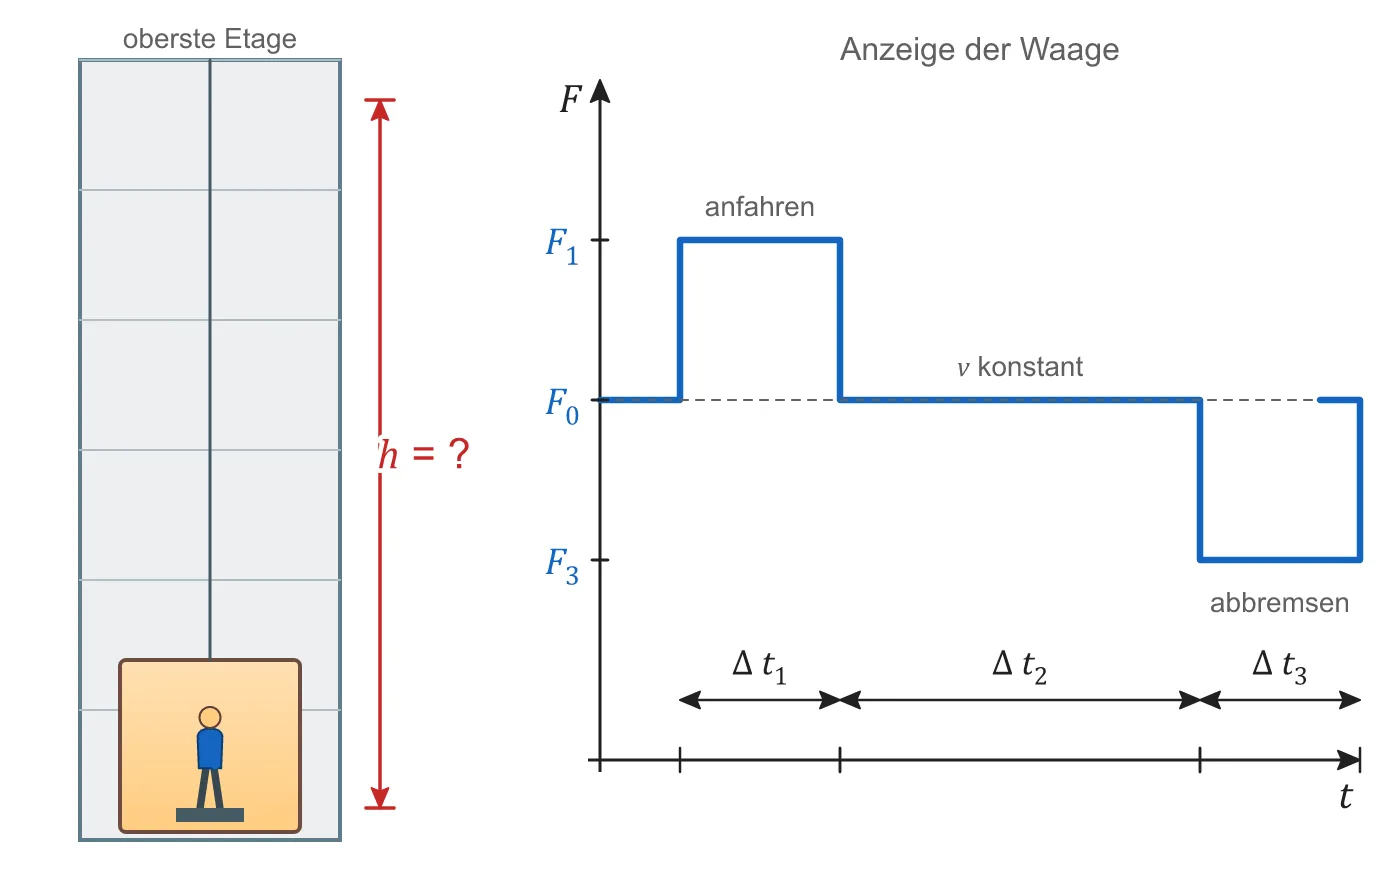 oberste Etage
h = ?
Anzeige der Waage
F
anfahren
F₁
v konstant
F₀
F₃
abbremsen
Δ t₁
Δ t₂
Δ t₃
t